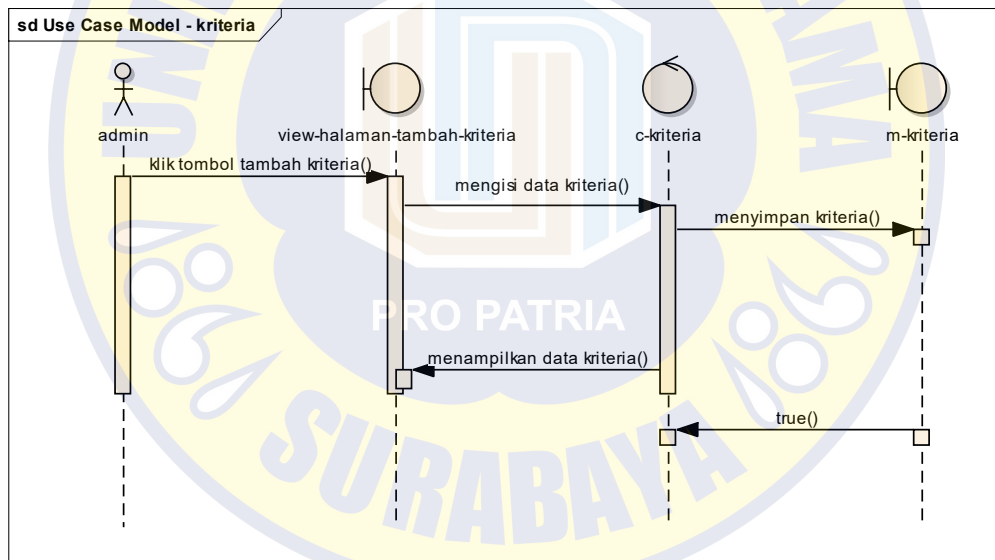 sd Use Case Model - kriteria
admin
view-halaman-tambah-kriteria
c-kriteria
m-kriteria
klik tombol tambah kriteria()
mengisi data kriteria()
menyimpan kriteria()
PRO PATRIA
menampilkan data kriteria()
true()
SURABAYA